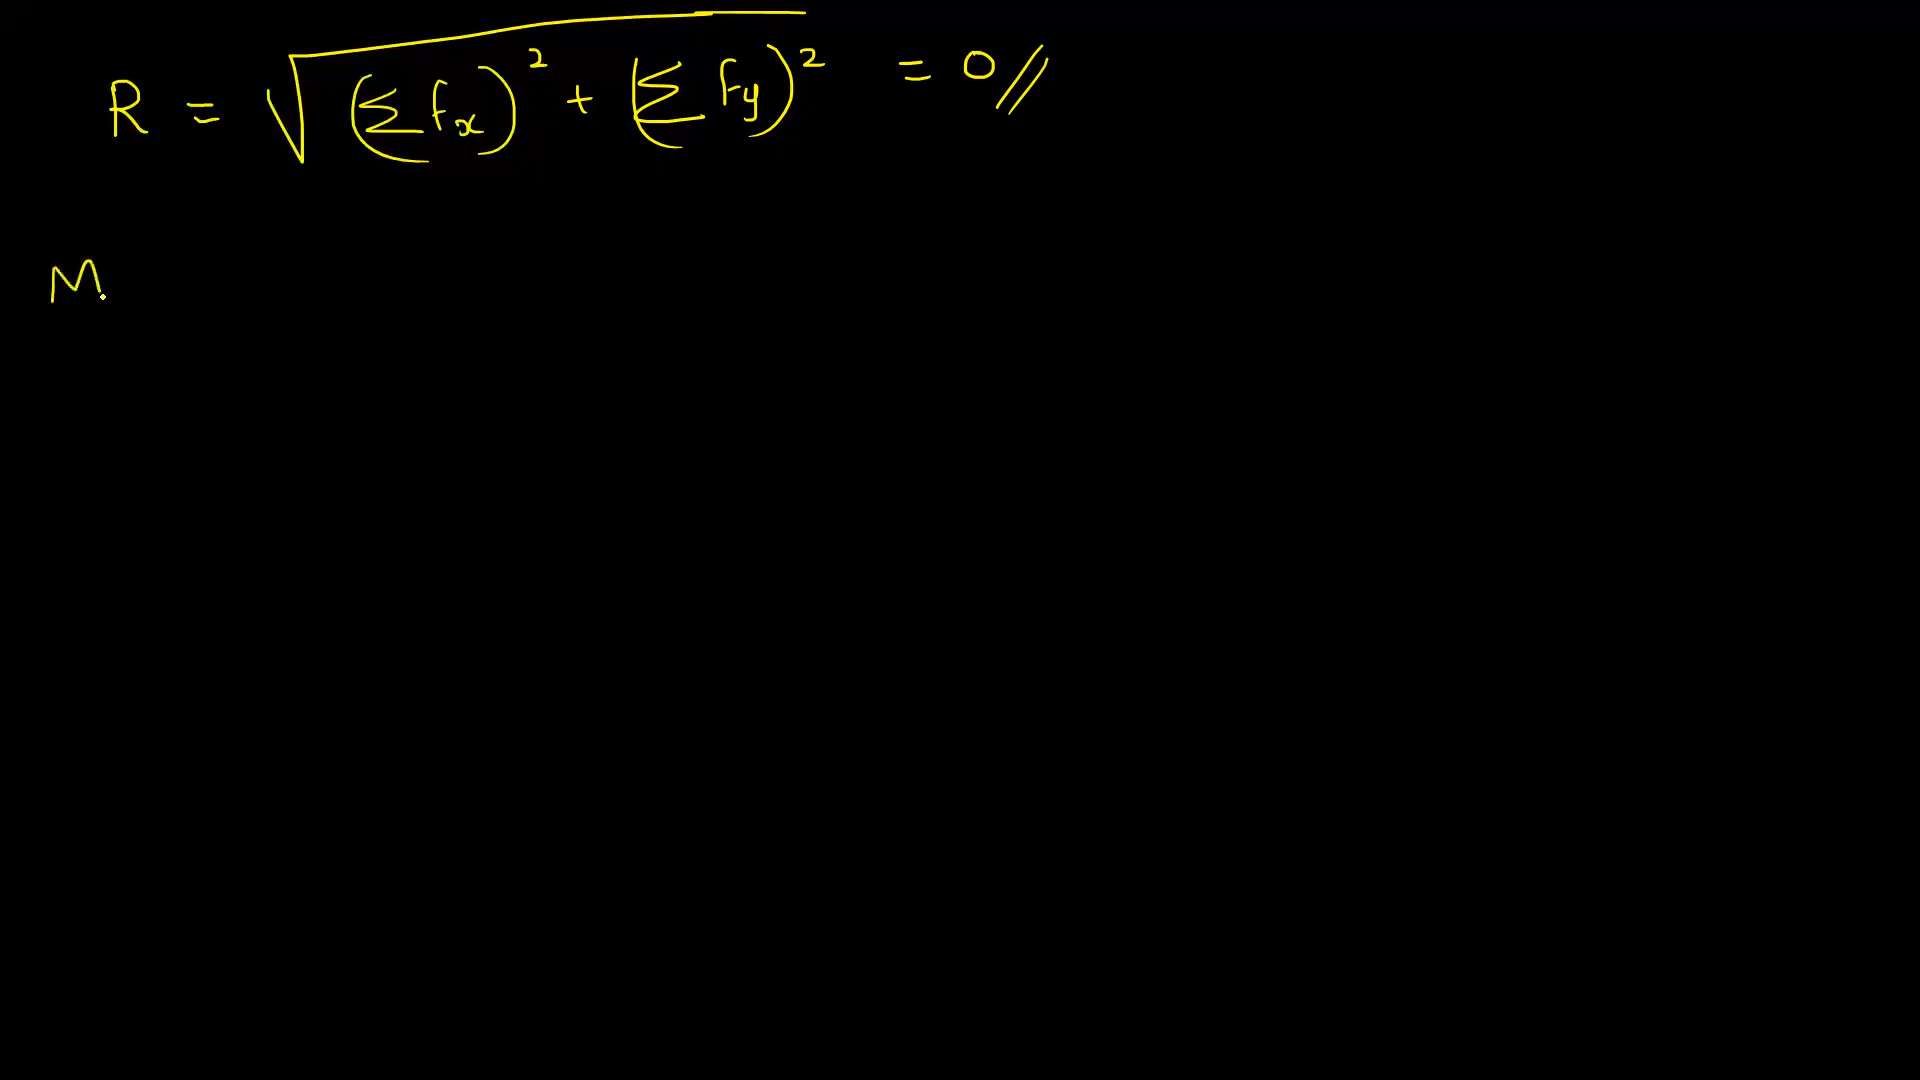 R = √(Σfx)² + (Σfy)² = 0//
M